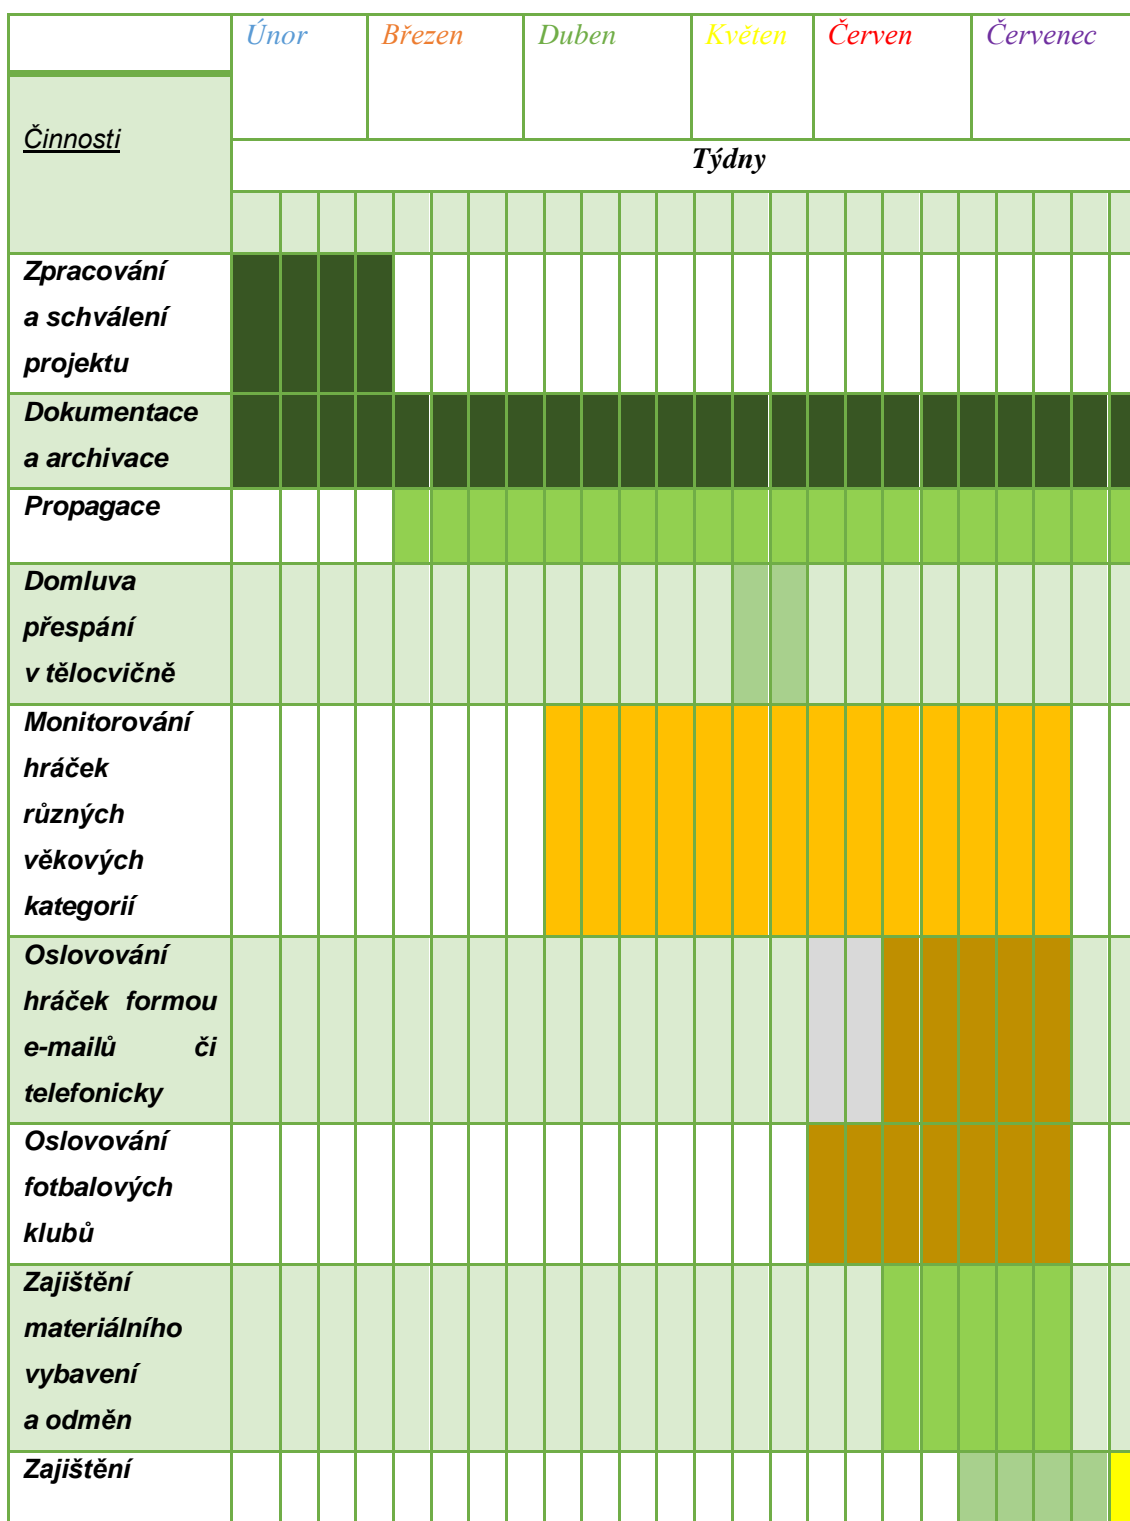 Únor Březen Duben Květen Červen Červenec
Činnosti
Týdny
Zpracování
a schválení
projektu
Dokumentace
a archivace
Propagace
Domluva
přespání
v tělocvičně
Monitorování
hráček
různých
věkových
kategorií
Oslovování
hráček formou
e-mailů či
telefonicky
Oslovování
fotbalových
klubů
Zajištění
materiálního
vybavení
a odměn
Zajištění